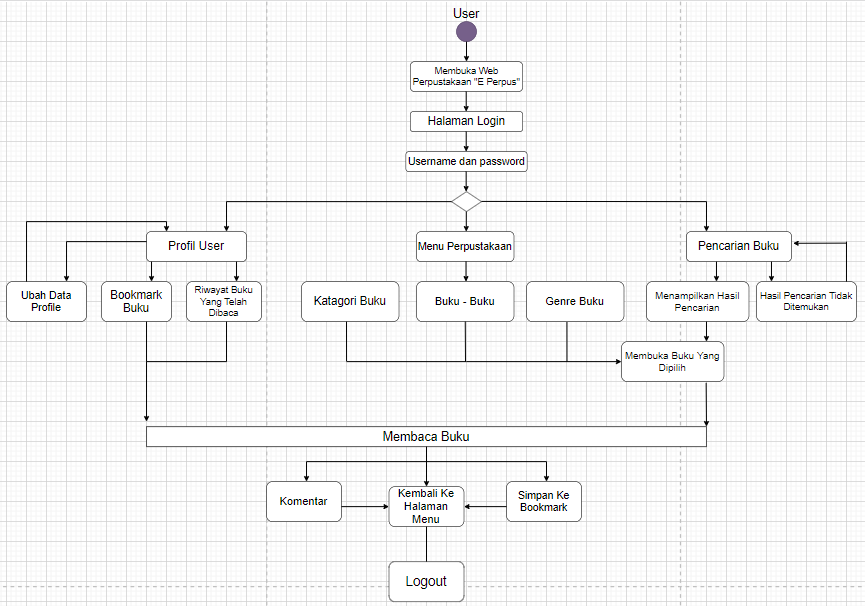 User
Membuka Web
Perpustakaan "E Perpus"
Halaman Login
Username dan password
Profil User
Menu Perpustakaan
Pencarian Buku
Ubah Data
Profile
Bookmark
Buku
Riwayat Buku
Yang Telah
Dibaca
Katagori Buku
Buku - Buku
Genre Buku
Menampilkan Hasil
Pencarian
Hasil Pencarian Tidak
Ditemukan
Membuka Buku Yang
Dipilih
Membaca Buku
Komentar
Kembali Ke
Halaman
Menu
Simpan Ke
Bookmark
Logout